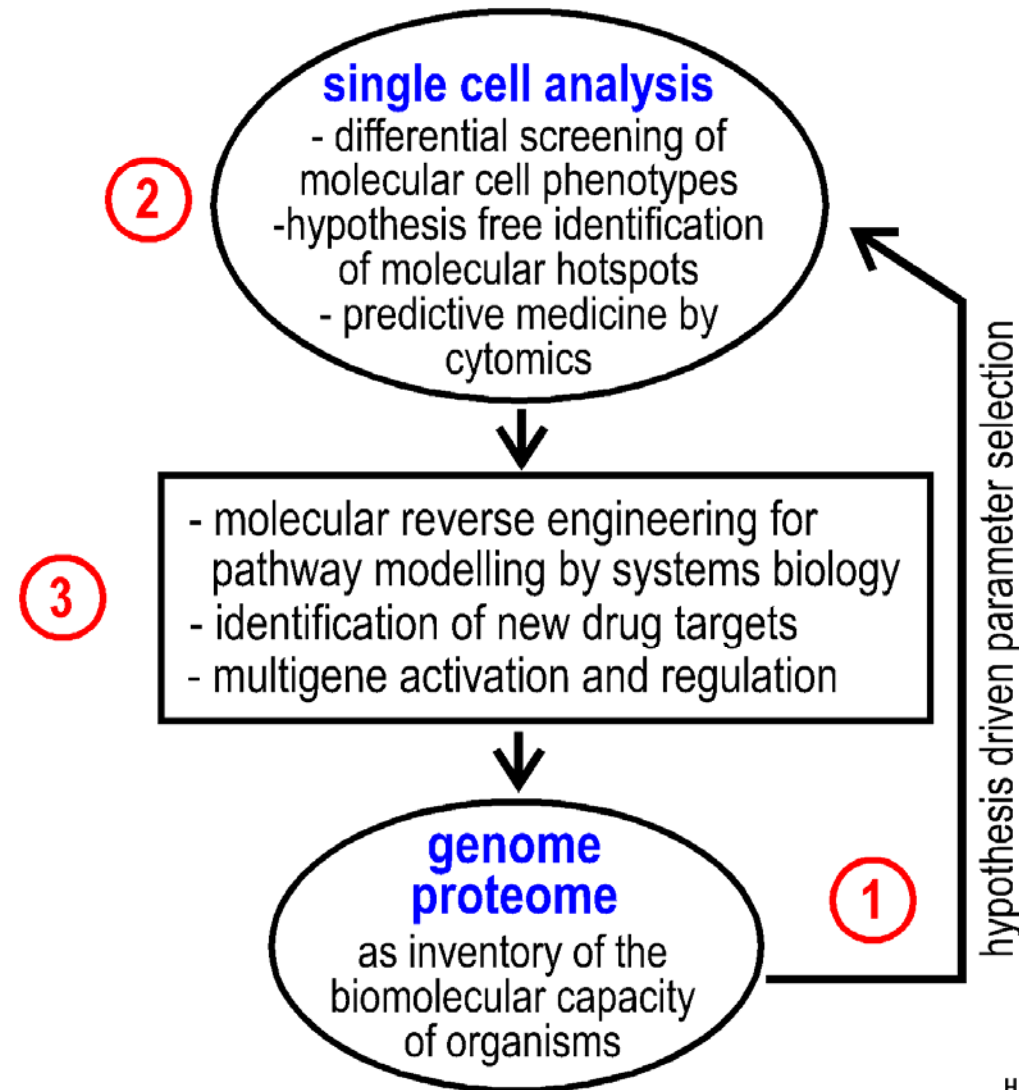 single cell analysis
- differential screening of
molecular cell phenotypes
-hypothesis free identification
of molecular hotspots
- predictive medicine by
cytomics
2
- molecular reverse engineering for
pathway modelling by systems biology
- identification of new drug targets
- multigene activation and regulation
3
genome
proteome
as inventory of the
biomolecular capacity
of organisms
1
hypothesis driven parameter selection
H